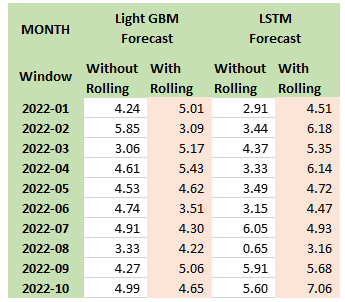 MONTH Light GBM Forecast LSTM Forecast
Window Without Rolling With Rolling Without Rolling With Rolling
2022-01 4.24 5.01 2.91 4.51
2022-02 5.85 3.09 3.44 6.18
2022-03 3.06 5.17 4.37 5.35
2022-04 4.61 5.43 3.33 6.14
2022-05 4.53 4.62 3.49 4.72
2022-06 4.74 3.51 3.15 4.47
2022-07 4.91 4.30 6.05 4.93
2022-08 3.33 4.22 0.65 3.16
2022-09 4.27 5.06 5.91 5.68
2022-10 4.99 4.65 5.60 7.06